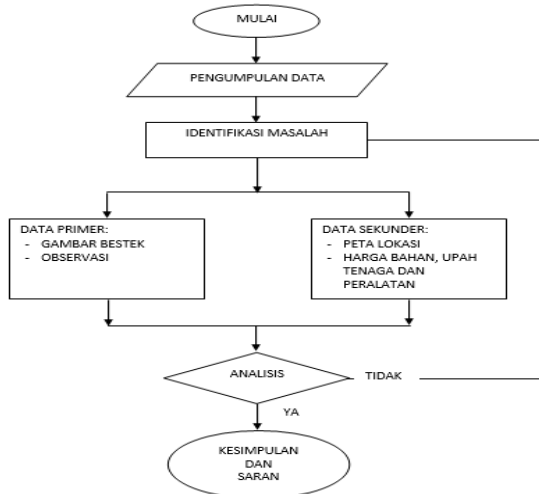 MULAI
PENGUMPULAN DATA
IDENTIFIKASI MASALAH
DATA PRIMER:
- GAMBAR BESTEK
- OBSERVASI
DATA SEKUNDER:
- PETA LOKASI
- HARGA BAHAN, UPAH
TENAGA DAN
PERALATAN
ANALISIS
TIDAK
YA
KESIMPULAN
DAN
SARAN